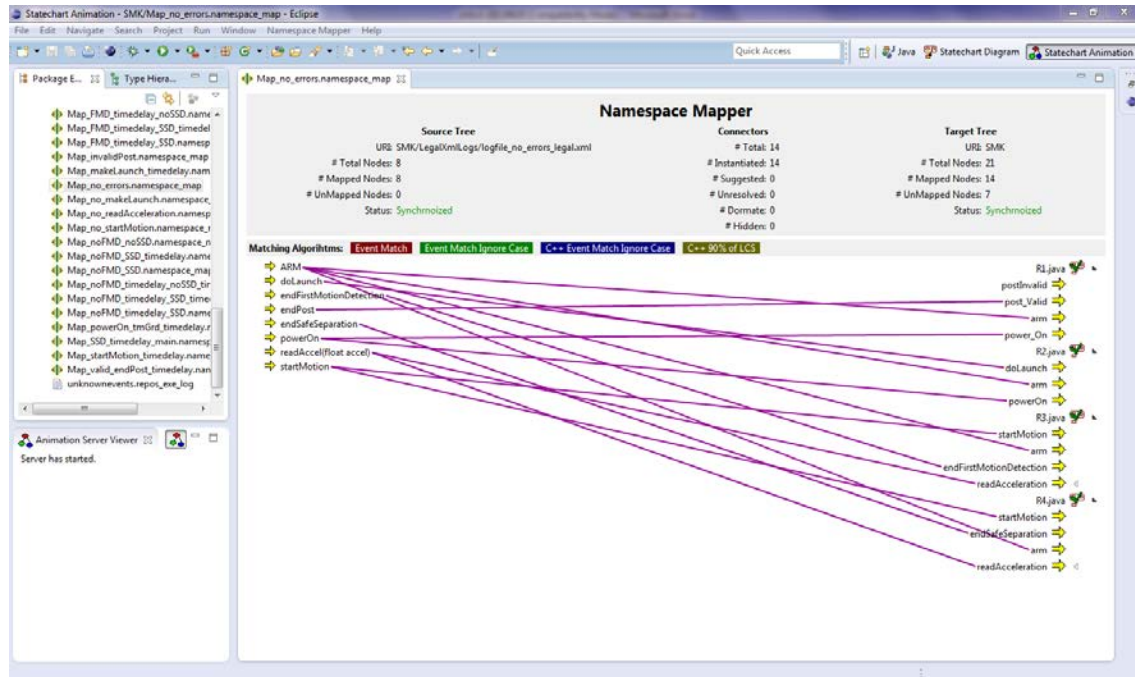 Statechart Animation - SMK/Map_no_errors.namespace_map - Eclipse
File Edit Navigate Search Project Run Window Namespace Mapper Help
Quick Access
Java
Statechart Diagram
Statechart Animation
Package E...
Type Hiera...
Map_FMD_timedelay_noSSD.name
Map_FMD_timedelay_SSD_timedel
Map_FMD_timedelay_SSD.namesp
Map_invalidPost.namespace_map
Map_makeLaunch_timedelay.nam
Map_no_errors.namespace_map
Map_no_makeLaunch.namespace_
Map_no_readAcceleration.namesp
Map_no_startMotion.namespace_r
Map_noFMD_noSSD.namespace_n
Map_noFMD_SSD_timedelay.name
Map_noFMD_SSD.namespace_map
Map_noFMD_timedelay_noSSD_tir
Map_noFMD_timedelay_SSD_timed
Map_noFMD_timedelay_SSD.name
Map_powerOn_tmGrd_timedelay.r
Map_SSD_timedelay_main.namesp
Map_startMotion_timedelay.name
Map_valid_endPost_timedelay.nan
unknownevents.repos_exe_log
Animation Server Viewer
Server has started.
Map_no_errors.namespace_map
Namespace Mapper
Source Tree
URI: SMK/LegalXmlLogs/logfile_no_errors_legal.xml
# Total Nodes: 8
# Mapped Nodes: 8
# UnMapped Nodes: 0
Status: Synchrnoized
Connectors
# Total: 14
# Instantiated: 14
# Suggested: 0
# Unresolved: 0
# Dormate: 0
# Hidden: 0
Target Tree
URI: SMK
# Total Nodes: 21
# Mapped Nodes: 14
# UnMapped Nodes: 7
Status: Synchrnoized
Matching Algorihtms: Event Match Event Match Ignore Case C++ Event Match Ignore Case C++ 90% of LCS
ARM
doLaunch
endFirstMotionDetection
endPost
endSafeSeparation
powerOn
readAccel(float accel)
startMotion
R1.java
postInvalid
post_Valid
arm
power_On
R2.java
doLaunch
arm
powerOn
R3.java
startMotion
arm
endFirstMotionDetection
readAcceleration
R4.java
startMotion
endSafeSeparation
arm
readAcceleration